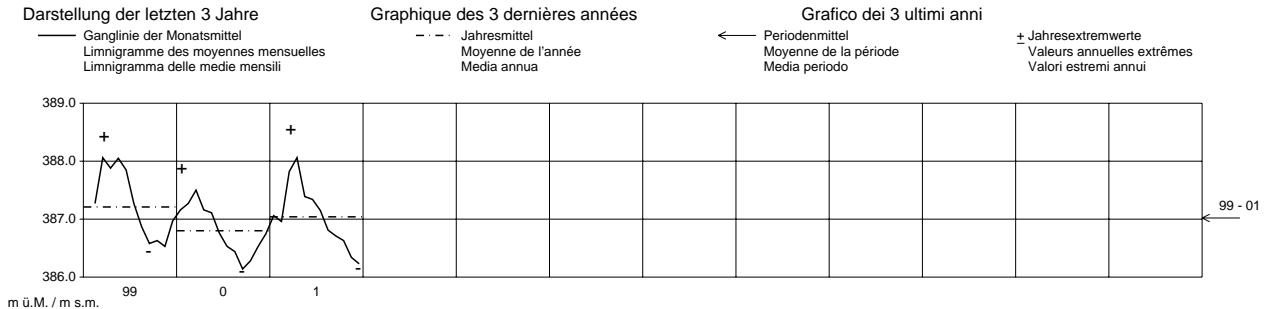 Darstellung der letzten 3 Jahre Graphique des 3 dernières années Grafico dei 3 ultimi anni
Ganglinie der Monatsmittel Jahresmittel Periodenmittel + Jahresextremwerte
Limnigramme des moyennes mensuelles Moyenne de l'année Moyenne de la période - Valeurs annuelles extrêmes
Limnigramma delle medie mensili Media annua Media periodo Valori estremi annui
389.0
388.0
387.0
386.0
99 - 01
99 0 1
m ü.M. / m s.m.